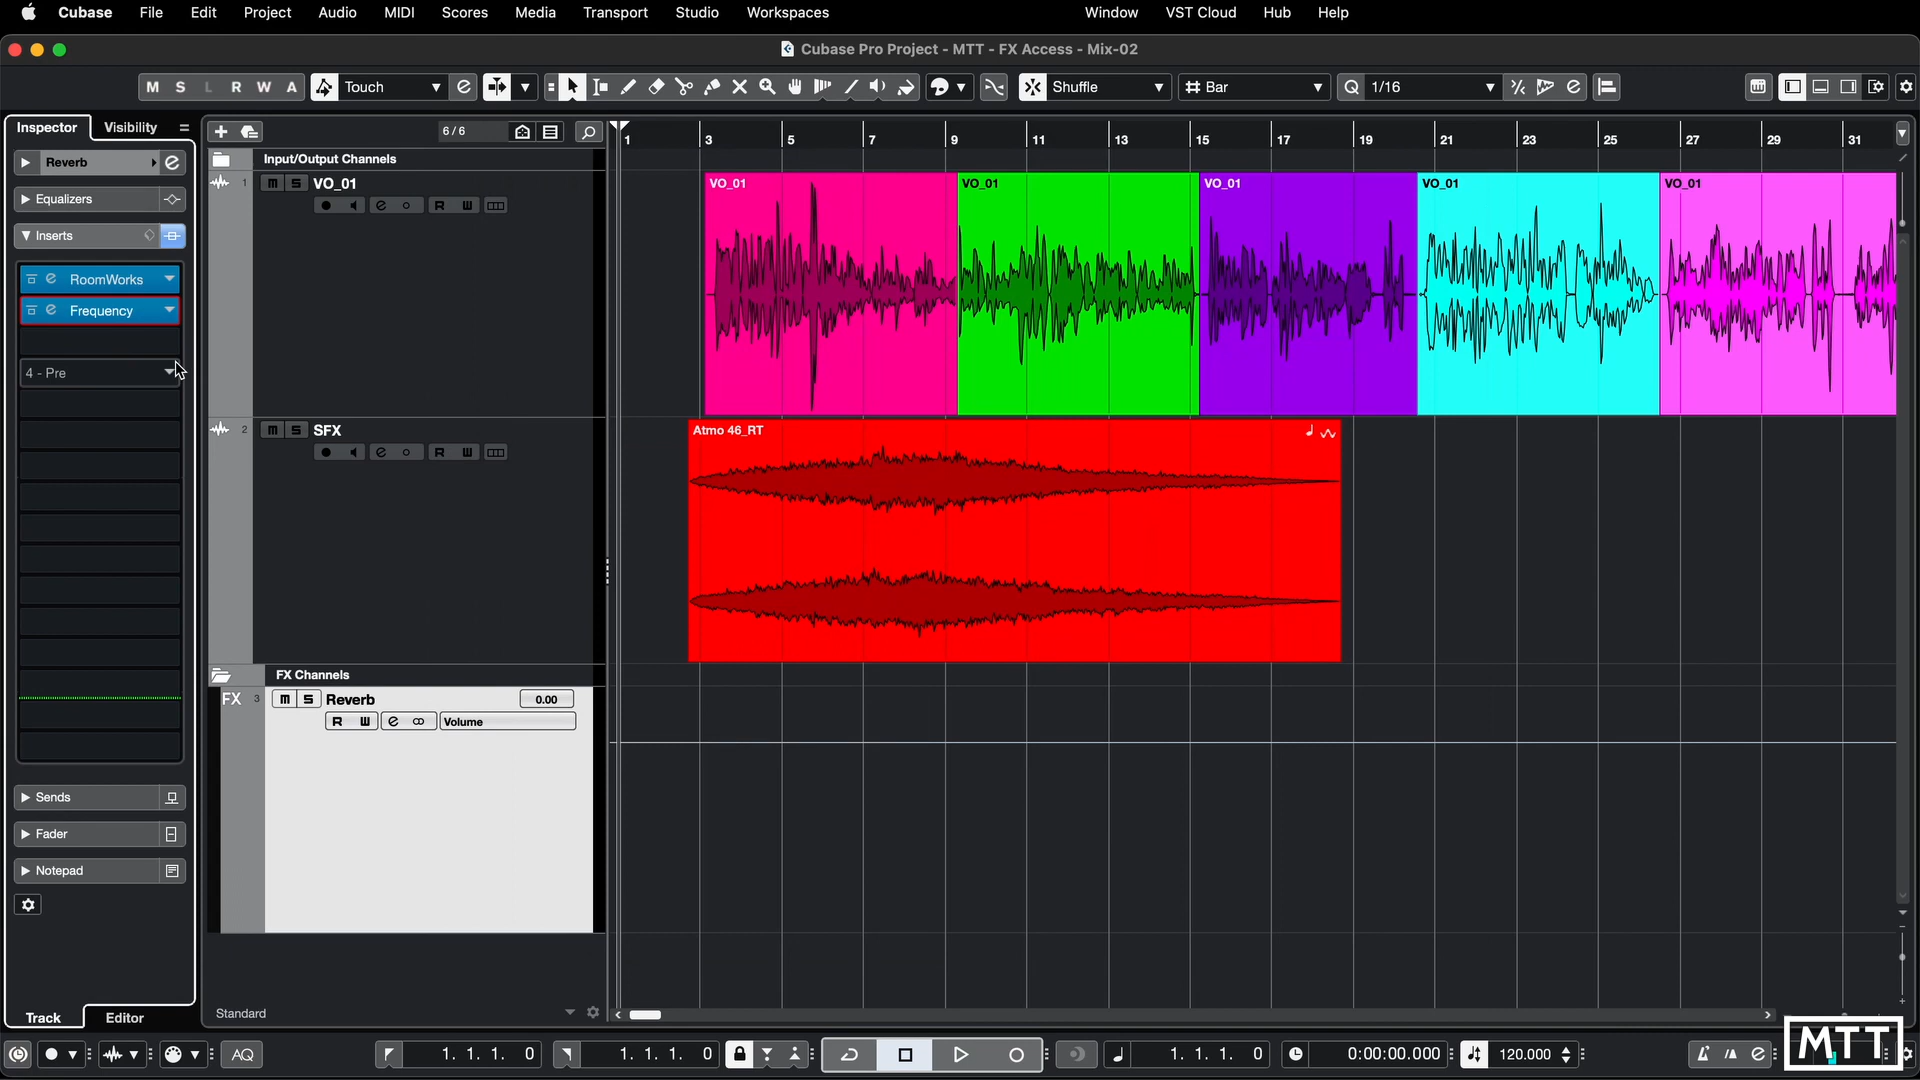 Cubase File Edit Project Audio MIDI Scores Media Transport Studio Workspaces Window VST Cloud Hub Help
Cubase Pro Project - MTT - FX Access - Mix-02
M S L R W A Touch Shuffle Bar Q 1/16
Inspector Visibility
6/6
1 3 5 7 9 11 13 15 17 19 21 23 25 27 29 31
Reverb
Equalizers
Inserts
RoomWorks
Frequency
4 - Pre
Sends
Fader
Notepad
Track Editor
Input/Output Channels
1 m S VO_01
R W
VO_01 VO_01 VO_01 VO_01 VO_01
2 m S SFX
R W
Atmo 46_RT
FX Channels
FX 3 m S Reverb 0.00
R W Volume
Standard
AQ 1. 1. 1. 0 1. 1. 1. 0 1. 1. 1. 0 0:00:00.000 120.000
MTT